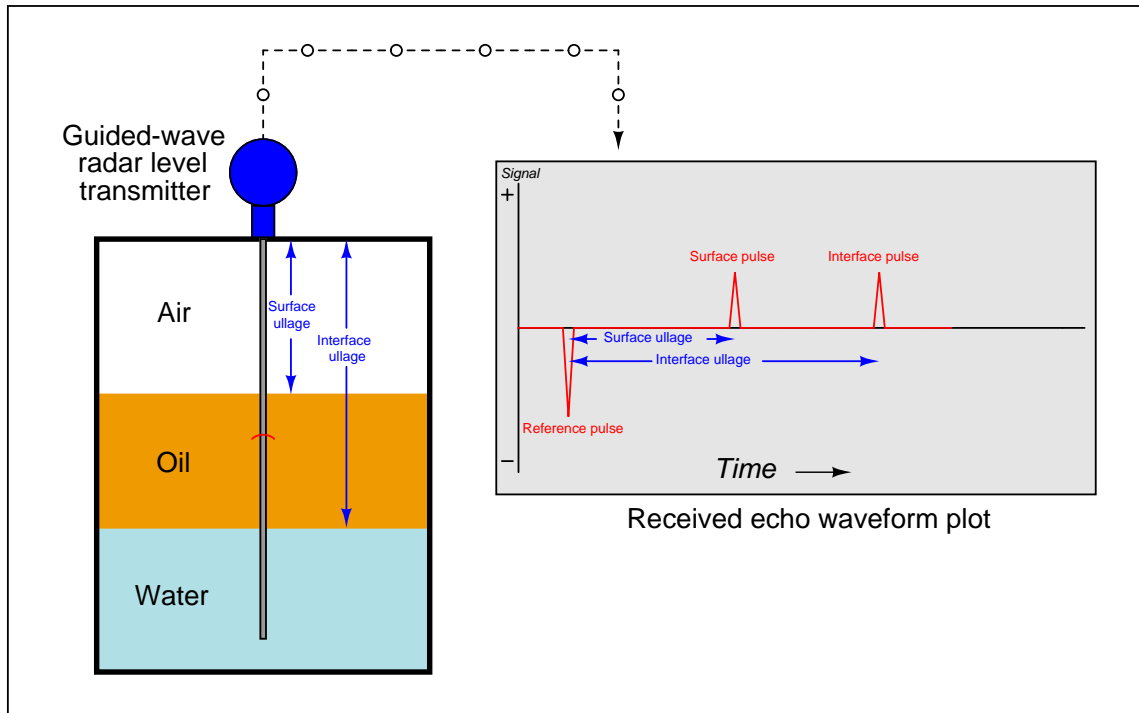 Guided-wave
radar level
transmitter
Air
Surface
ullage
Interface
ullage
Oil
Water
Signal
+
Surface pulse
Interface pulse
Surface ullage
Interface ullage
Reference pulse
−
Time
Received echo waveform plot